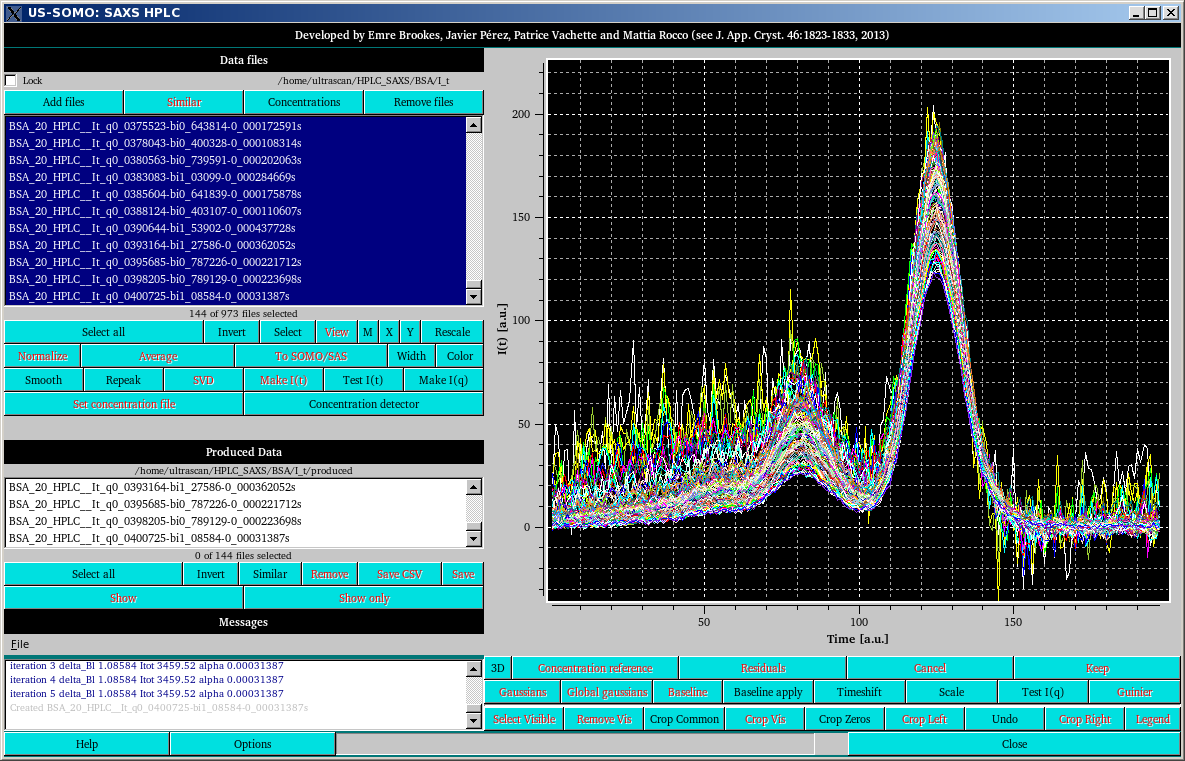 US-SOMO: SAXS HPLC
Developed by Emre Brookes, Javier Pérez, Patrice Vachette and Mattia Rocco (see J. App. Cryst. 46:1823-1833, 2013)
Data files
Lock /home/ultrascan/HPLC_SAXS/BSA/I_t
Add files Similar Concentrations Remove files
BSA_20_HPLC__It_q0_0375523-bi0_643814-0_000172591s
BSA_20_HPLC__It_q0_0378043-bi0_400328-0_000108314s
BSA_20_HPLC__It_q0_0380563-bi0_739591-0_000202063s
BSA_20_HPLC__It_q0_0383083-bi1_03099-0_000284669s
BSA_20_HPLC__It_q0_0385604-bi0_641839-0_000175878s
BSA_20_HPLC__It_q0_0388124-bi0_403107-0_000110607s
BSA_20_HPLC__It_q0_0390644-bi1_53902-0_000437728s
BSA_20_HPLC__It_q0_0393164-bi1_27586-0_000362052s
BSA_20_HPLC__It_q0_0395685-bi0_787226-0_000221712s
BSA_20_HPLC__It_q0_0398205-bi0_789129-0_000223698s
BSA_20_HPLC__It_q0_0400725-bi1_08584-0_00031387s
144 of 973 files selected
Select all Invert Select View M X Y Rescale
Normalize Average To SOMO/SAS Width Color
Smooth Repeak SVD Make I(t) Test I(t) Make I(q)
Set concentration file Concentration detector
Produced Data
/home/ultrascan/HPLC_SAXS/BSA/I_t/produced
BSA_20_HPLC__It_q0_0393164-bi1_27586-0_000362052s
BSA_20_HPLC__It_q0_0395685-bi0_787226-0_000221712s
BSA_20_HPLC__It_q0_0398205-bi0_789129-0_000223698s
BSA_20_HPLC__It_q0_0400725-bi1_08584-0_00031387s
0 of 144 files selected
Select all Invert Similar Remove Save CSV Save
Show Show only
Messages
File
iteration 3 delta_Bl 1.08584 Itot 3459.52 alpha 0.00031387
iteration 4 delta_Bl 1.08584 Itot 3459.52 alpha 0.00031387
iteration 5 delta_Bl 1.08584 Itot 3459.52 alpha 0.00031387
Created BSA_20_HPLC__It_q0_0400725-bi1_08584-0_00031387s
Help Options
I(t) [a.u.]
200
150
100
50
0
50 100 150
Time [a.u.]
3D Concentration reference Residuals Cancel Keep
Gaussians Global gaussians Baseline Baseline apply Timeshift Scale Test I(q) Guinier
Select Visible Remove Vis Crop Common Crop Vis Crop Zeros Crop Left Undo Crop Right Legend
Close